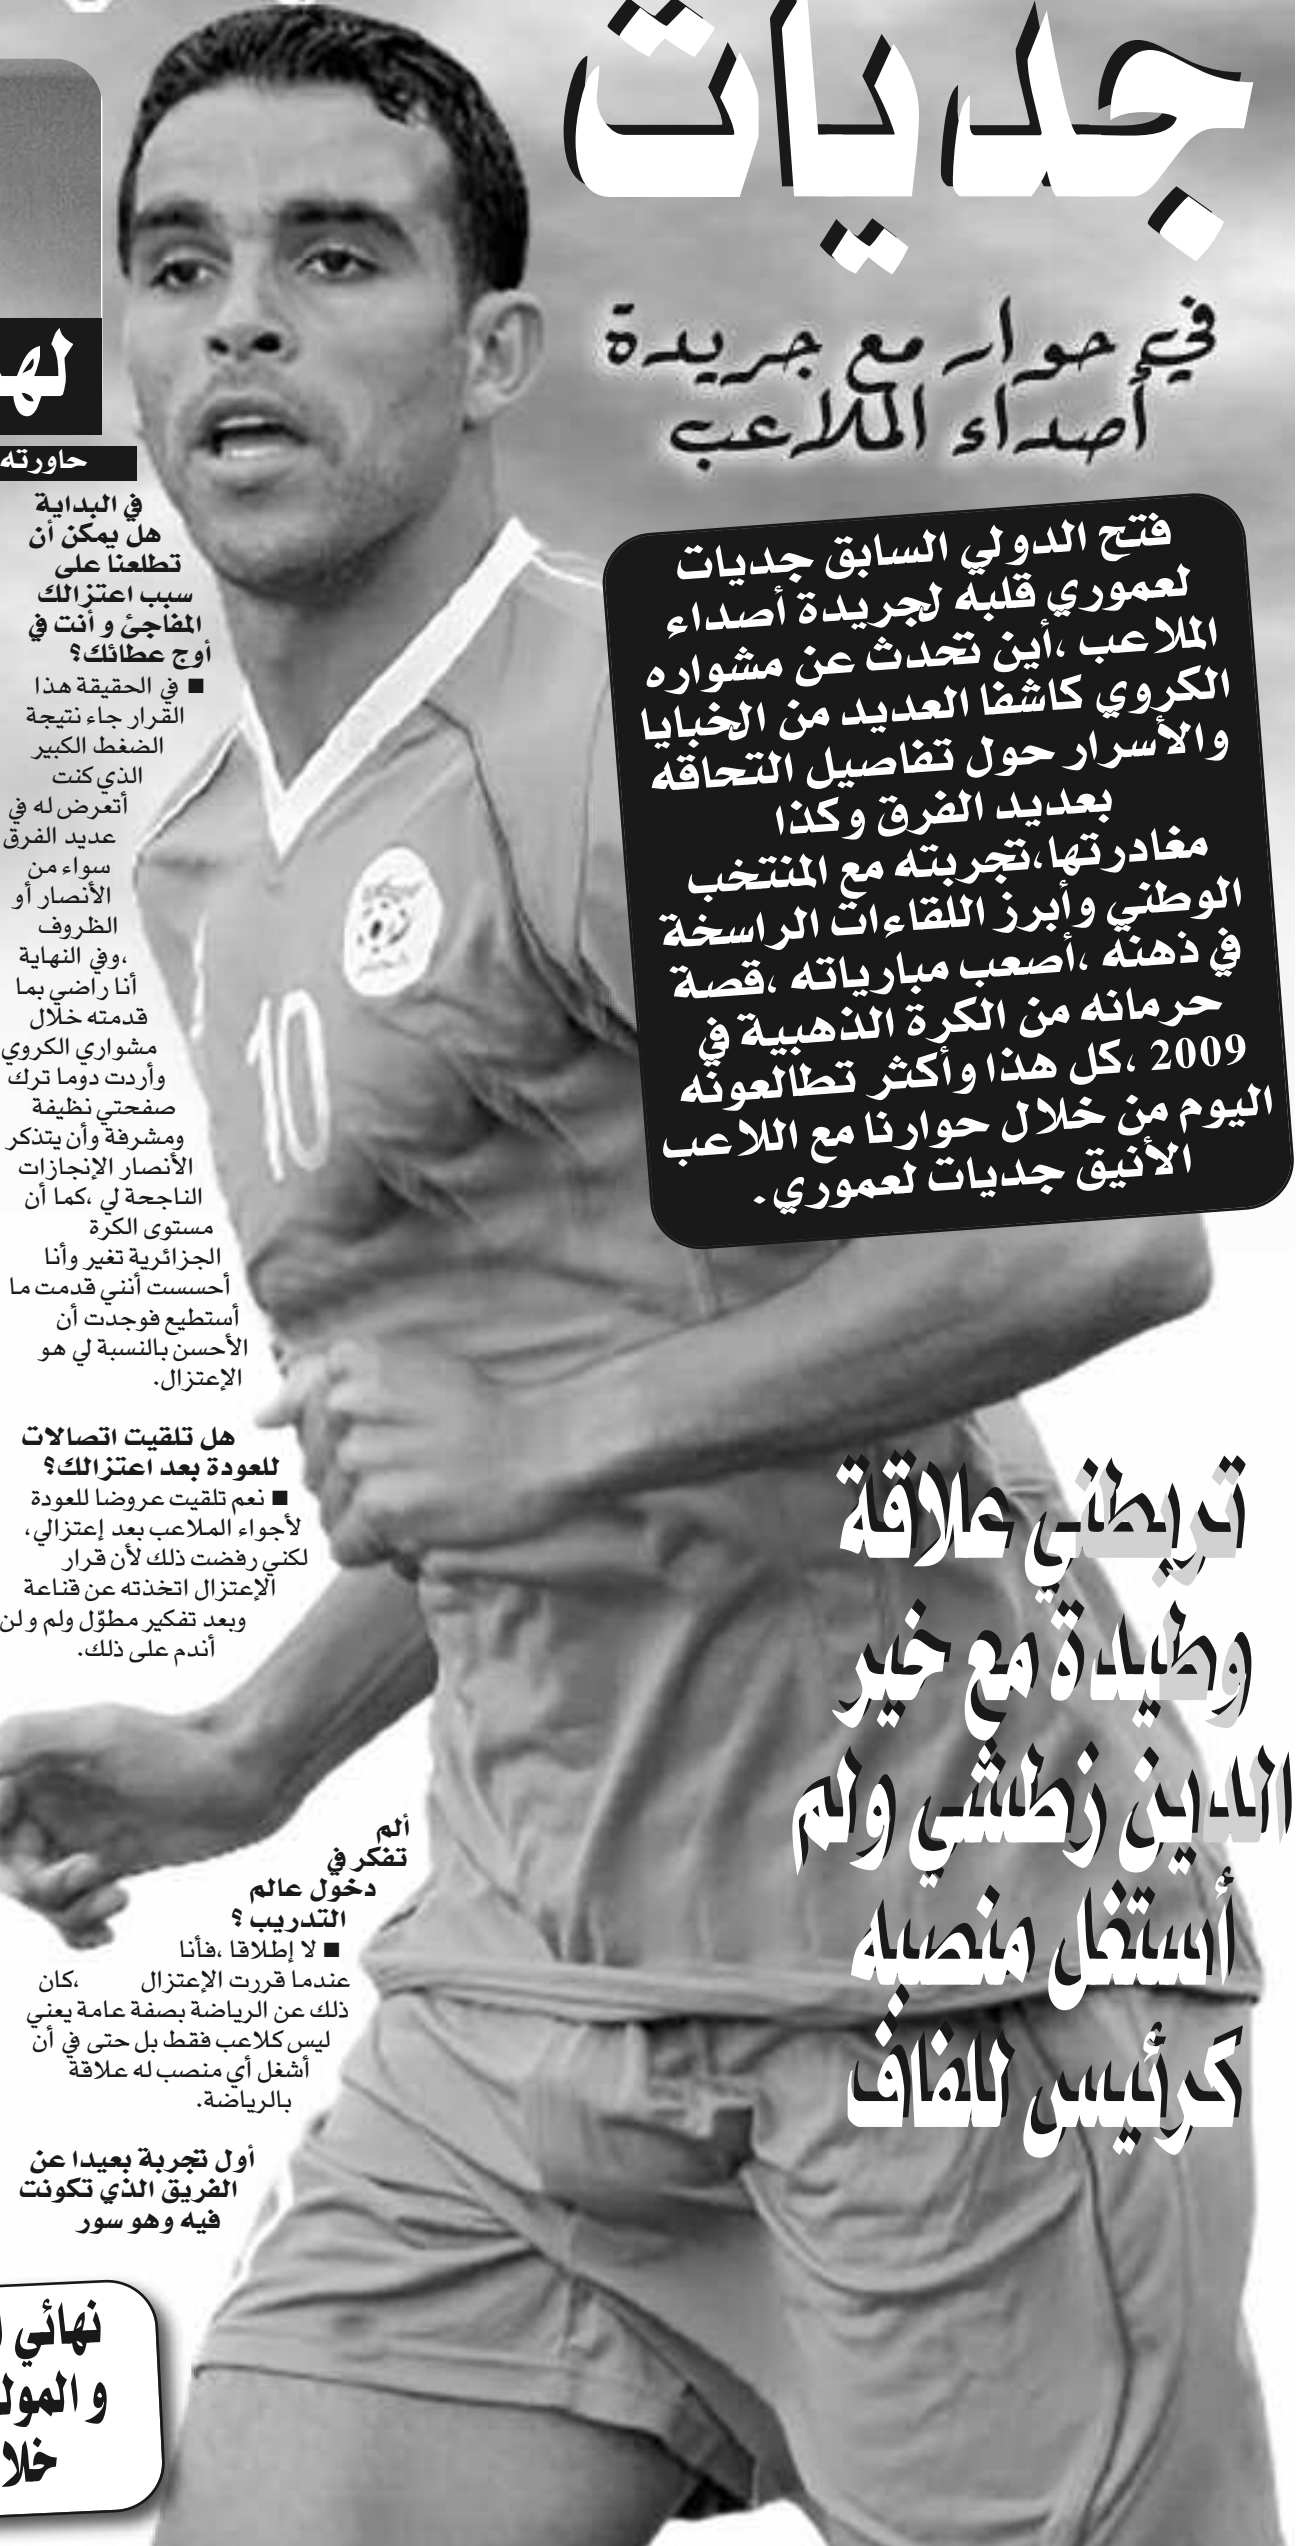 جديات
في حوار مع جريدة
أصداء الملاعب
فتح الدولي السابق جديات
لعموري قلبه لجريدة أصداء
الملاعب ،أين تحدث عن مشواره
الكروي كاشفا العديد من الخبايا
والأسرار حول تفاصيل التحاقه
بعديد الفرق وكذا
مغادرتها،تجربته مع المنتخب
الوطني وأبرز اللقاءات الراسخة
في ذهنه ،أصعب مبارياته ،قصة
حرمانه من الكرة الذهبية في
2009 ،كل هذا وأكثر تطالعونه
اليوم من خلال حوارنا مع اللاعب
الأنيق جديات لعموري.
تربطني علاقة
وطيدة مع خير
الدين زطشي ولم
أستغل منصبه
كرئيس للفاف
حاورته
في البداية
هل يمكن أن
تطلعنا على
سبب اعتزالك
المفاجئ و أنت في
أوج عطائك؟
■ في الحقيقة هذا
القرار جاء نتيجة
الضغط الكبير
الذي كنت
أتعرض له في
عديد الفرق
سواء من
الأنصار أو
الظروف
،وفي النهاية
أنا راضي بما
قدمته خلال
مشواري الكروي
وأردت دوما ترك
صفحتي نظيفة
ومشرفة وأن يتذكر
الأنصار الإنجازات
الناجحة لي ،كما أن
مستوى الكرة
الجزائرية تغير وأنا
أحسست أنني قدمت ما
أستطيع فوجدت أن
الأحسن بالنسبة لي هو
الإعتزال.
هل تلقيت اتصالات
للعودة بعد اعتزالك؟
■ نعم تلقيت عروضا للعودة
لأجواء الملاعب بعد إعتزالي،
لكني رفضت ذلك لأن قرار
الإعتزال اتخذته عن قناعة
وبعد تفكير مطوّل ولم و لن
أندم على ذلك.
ألم
تفكر في
دخول عالم
التدريب ؟
■ لا إطلاقا ،فأنا
عندما قررت الإعتزال ،كان
ذلك عن الرياضة بصفة عامة يعني
ليس كلاعب فقط بل حتى في أن
أشغل أي منصب له علاقة
بالرياضة.
أول تجربة بعيدا عن
الفريق الذي تكونت
فيه وهو سور
نهائي
و المول
خلا